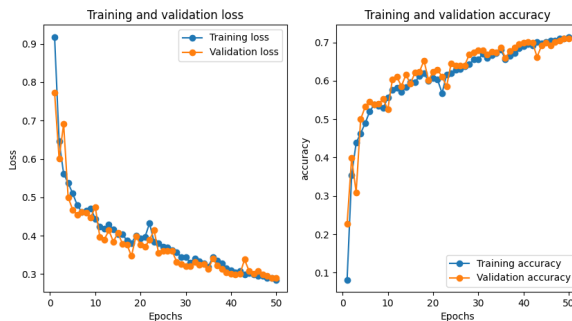 Training and validation loss
Training loss
Validation loss
0.9
0.8
0.7
0.6
0.5
0.4
0.3
Loss
0
10
20
30
40
50
Epochs
Training and validation accuracy
0.7
0.6
0.5
0.4
0.3
0.2
0.1
accuracy
Training accuracy
Validation accuracy
0
10
20
30
40
50
Epochs